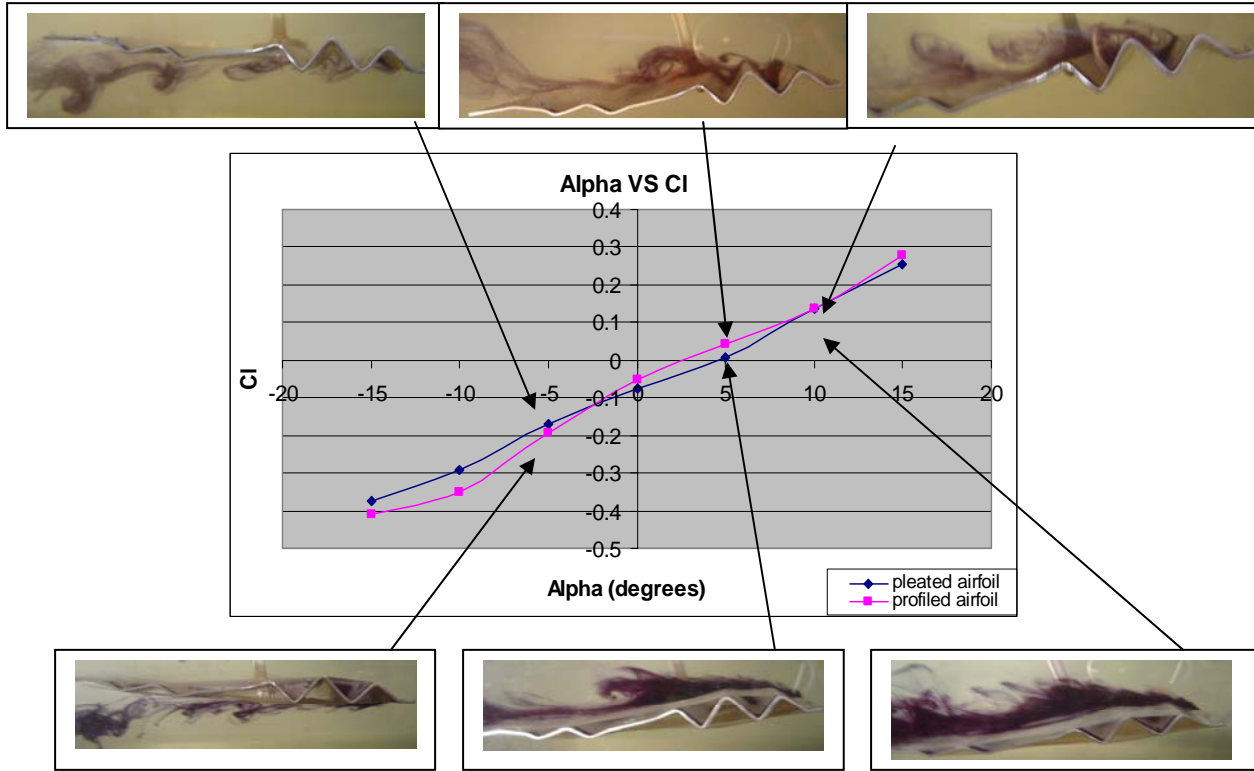 Alpha VS Cl
0.4
0.3
0.2
0.1
0
-20 -15 -10 -5 0 5 10 15 20
-0.1
-0.2
-0.3
-0.4
-0.5
Cl
Alpha (degrees)
pleated airfoil
profiled airfoil